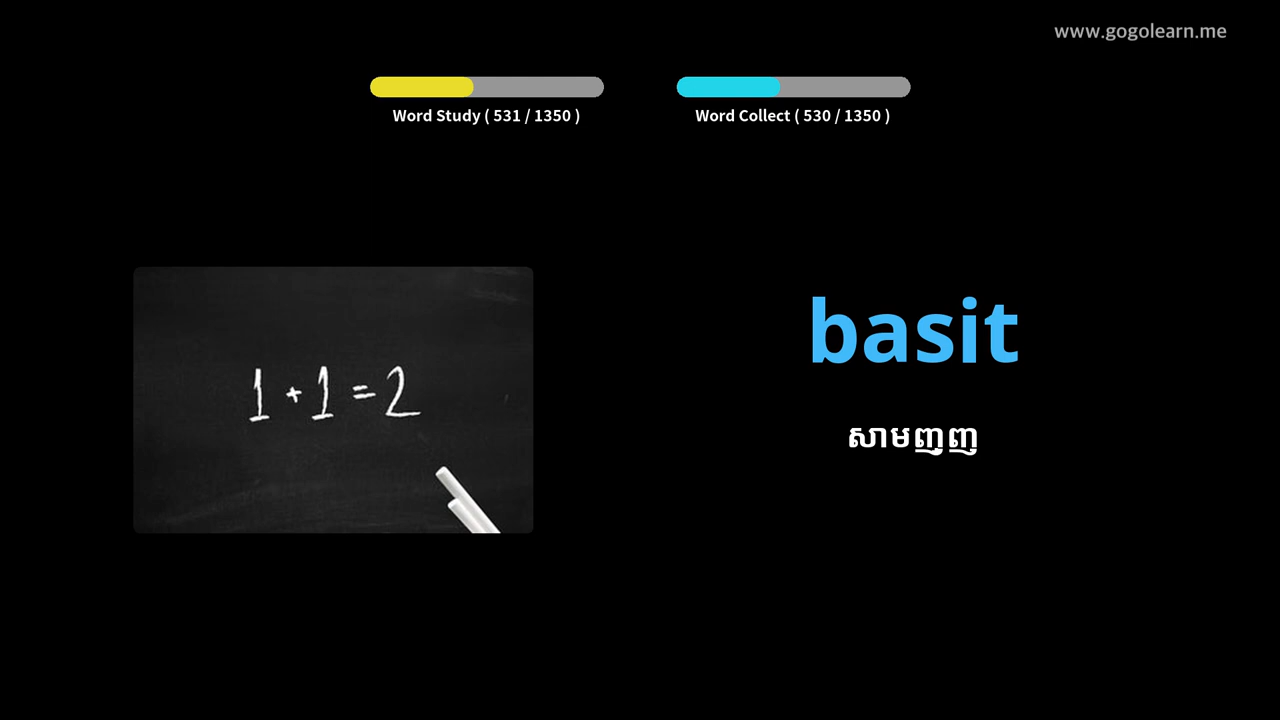 www.gogolearn.me
Word Study ( 531 / 1350 )
Word Collect ( 530 / 1350 )
1 + 1 = 2
basit
សាមញ្ញ